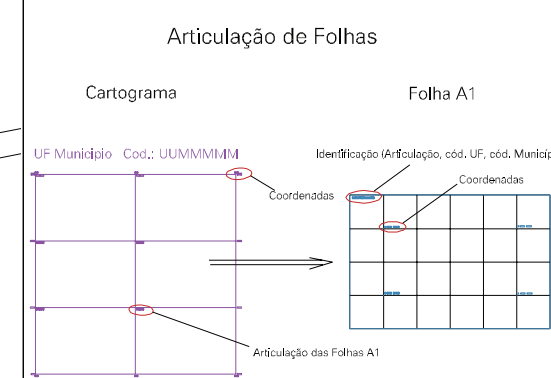 Articulação de Folhas
Cartograma
Folha A1
UF Municipio Cod.: UUMMMMM
Identificação (Articulação, cód. UF, cód. Municíp
Coordenadas
Coordenadas
Articulação das Folhas A1